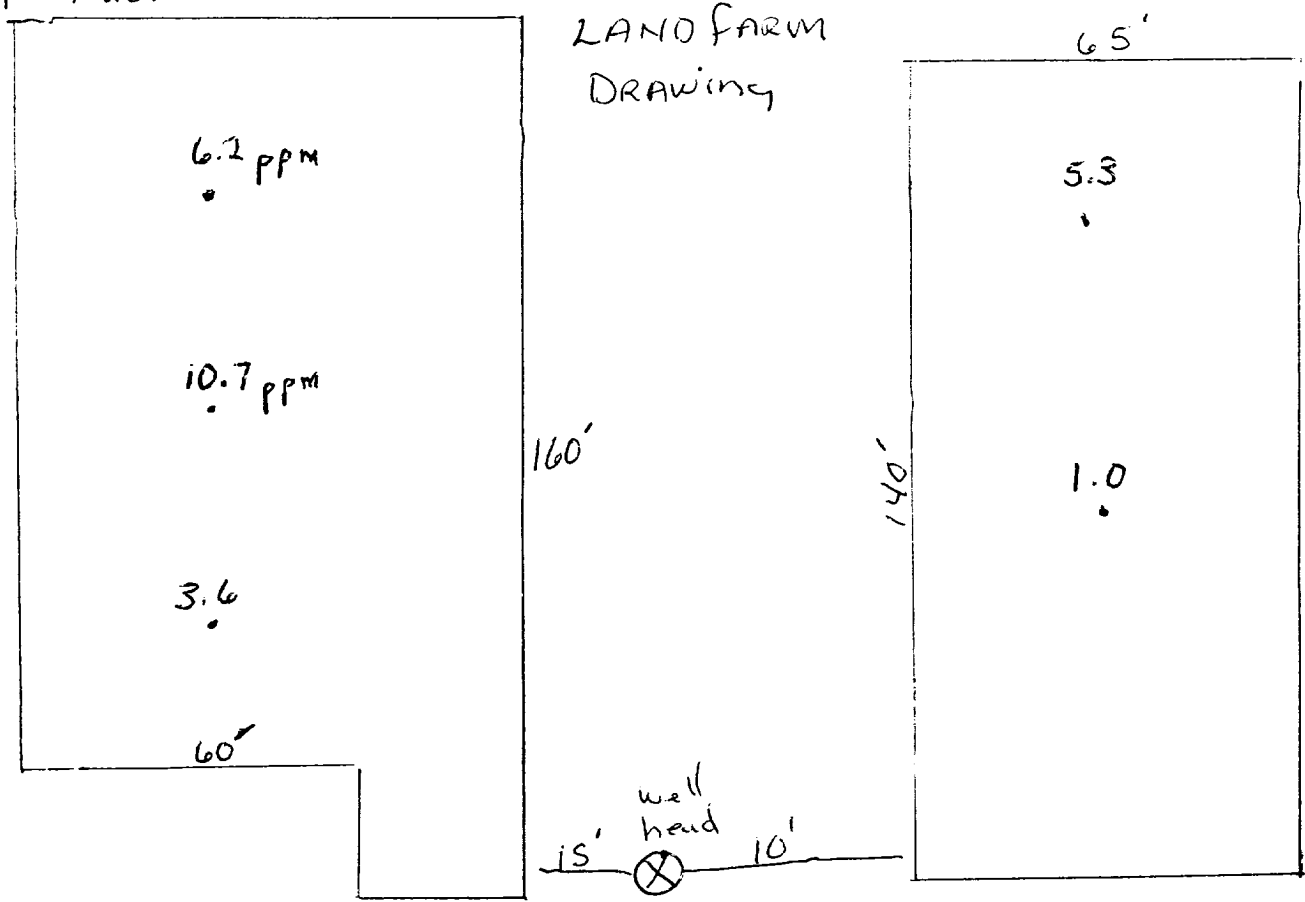 LAND FARM
DRAWing
65'
6.2 ppm
5.3
10.7 ppm
160'
140'
1.0
3.6
60'
well
head
15'
10'